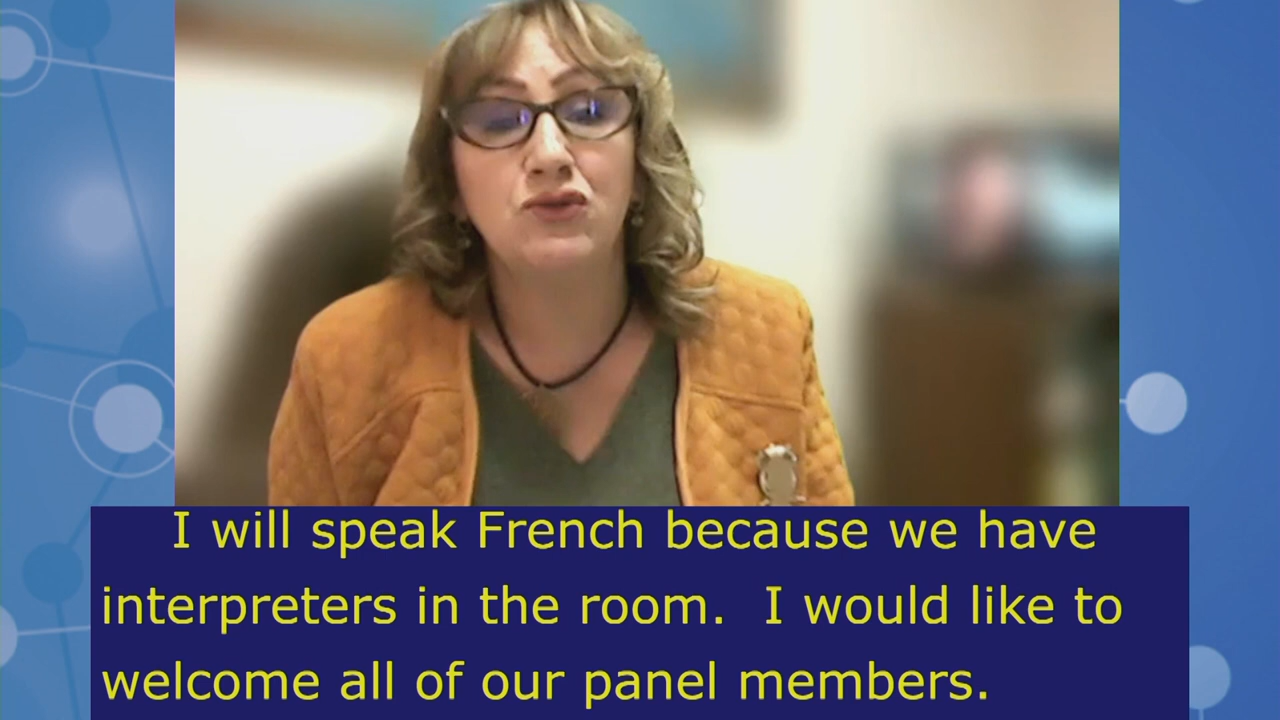 I will speak French because we have
interpreters in the room.  I would like to
welcome all of our panel members.